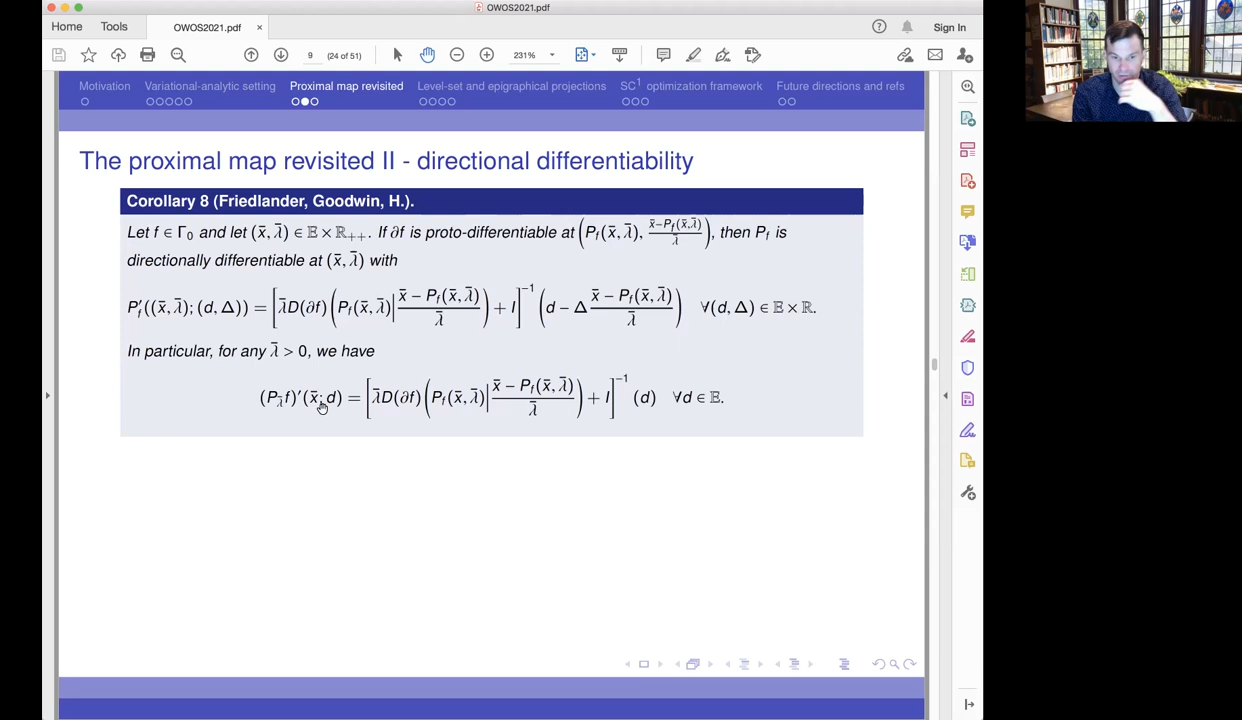 OWOS2021.pdf
Home Tools OWOS2021.pdf × Sign In
9 (24 of 51) 231%
Motivation Variational-analytic setting Proximal map revisited Level-set and epigraphical projections SC¹ optimization framework Future directions and refs
The proximal map revisited II - directional differentiability
Corollary 8 (Friedlander, Goodwin, H.).
Let f ∈ Γ₀ and let (x̄, λ̄) ∈ 𝔼 × ℝ₊₊. If ∂f is proto-differentiable at (P_f(x̄, λ̄), (x̄−P_f(x̄,λ̄))/λ̄), then P_f is
directionally differentiable at (x̄, λ̄) with
P′_f((x̄, λ̄); (d, Δ)) = [λ̄D(∂f)(P_f(x̄, λ̄)|(x̄ − P_f(x̄, λ̄))/λ̄) + I]⁻¹ (d − Δ (x̄ − P_f(x̄, λ̄))/λ̄) ∀(d, Δ) ∈ 𝔼 × ℝ.
In particular, for any λ̄ > 0, we have
(P_λ̄ f)′(x̄; d) = [λ̄D(∂f)(P_f(x̄, λ̄)|(x̄ − P_f(x̄, λ̄))/λ̄) + I]⁻¹ (d) ∀d ∈ 𝔼.